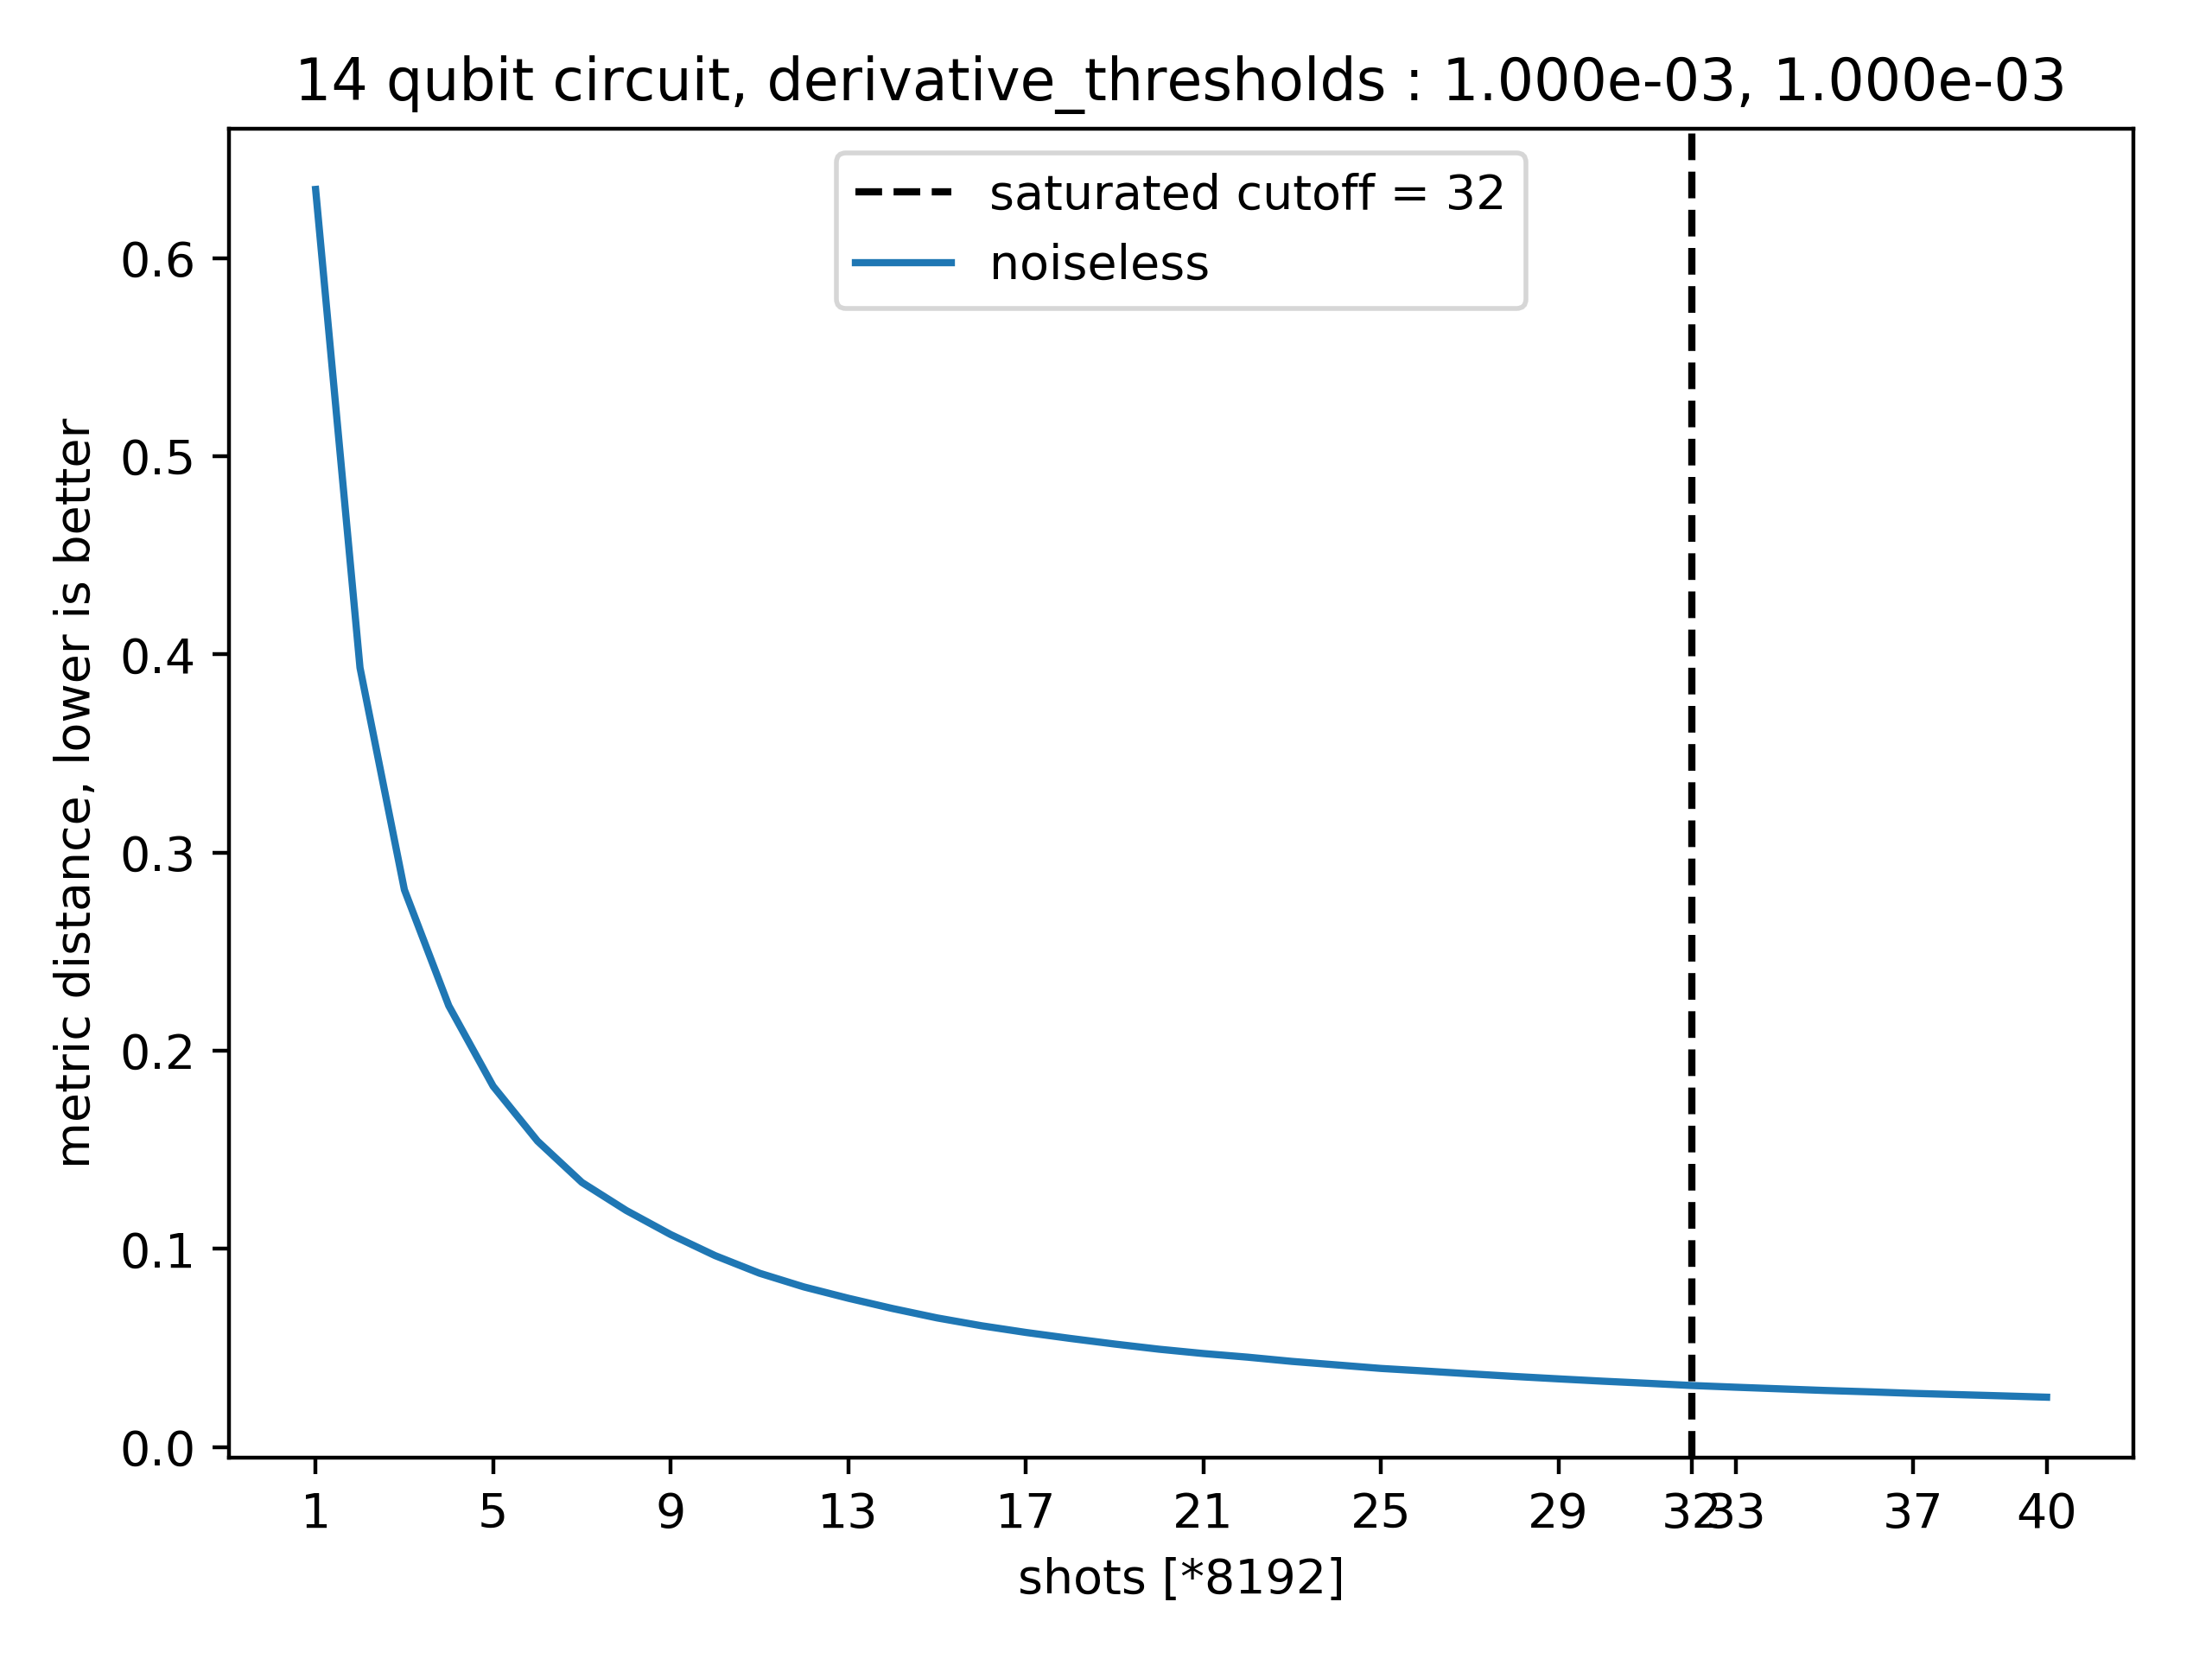 14 qubit circuit, derivative_thresholds : 1.000e-03, 1.000e-03
saturated cutoff = 32
noiseless
metric distance, lower is better
0.6
0.5
0.4
0.3
0.2
0.1
0.0
1 5 9 13 17 21 25 29 32 33 37 40
shots [*8192]